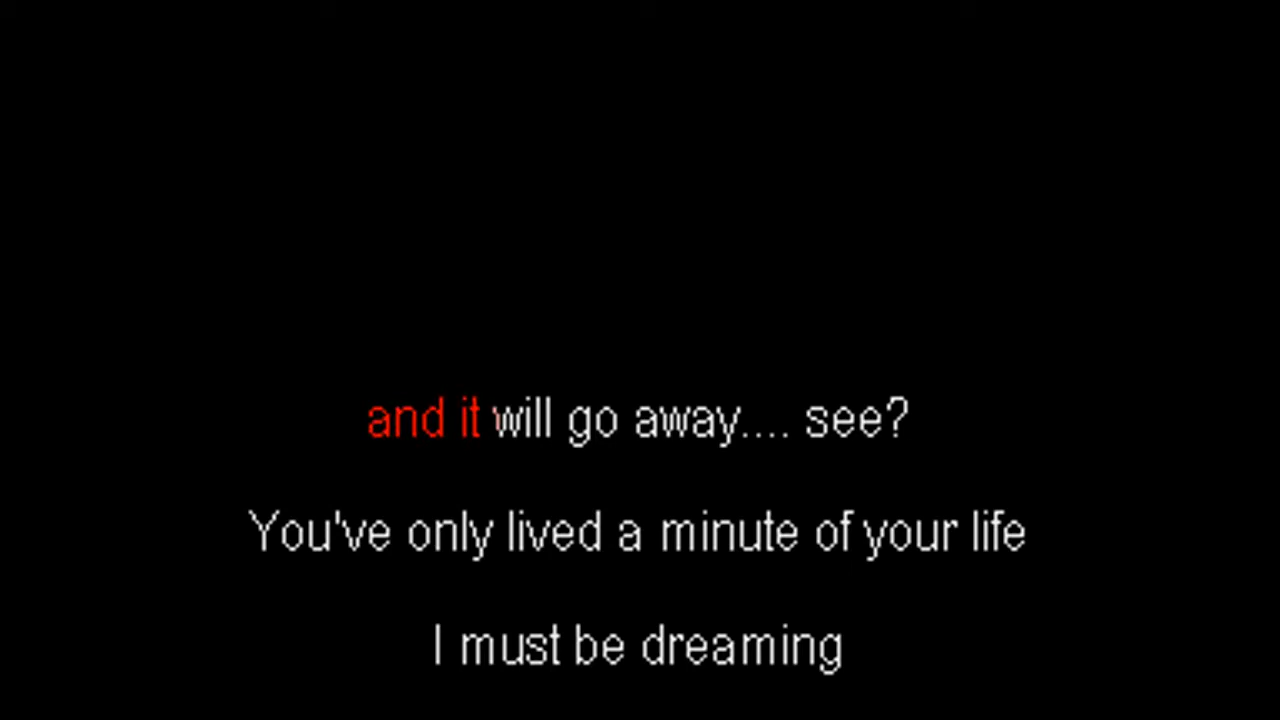 and it will go away.... see?
You've only lived a minute of your life
I must be dreaming